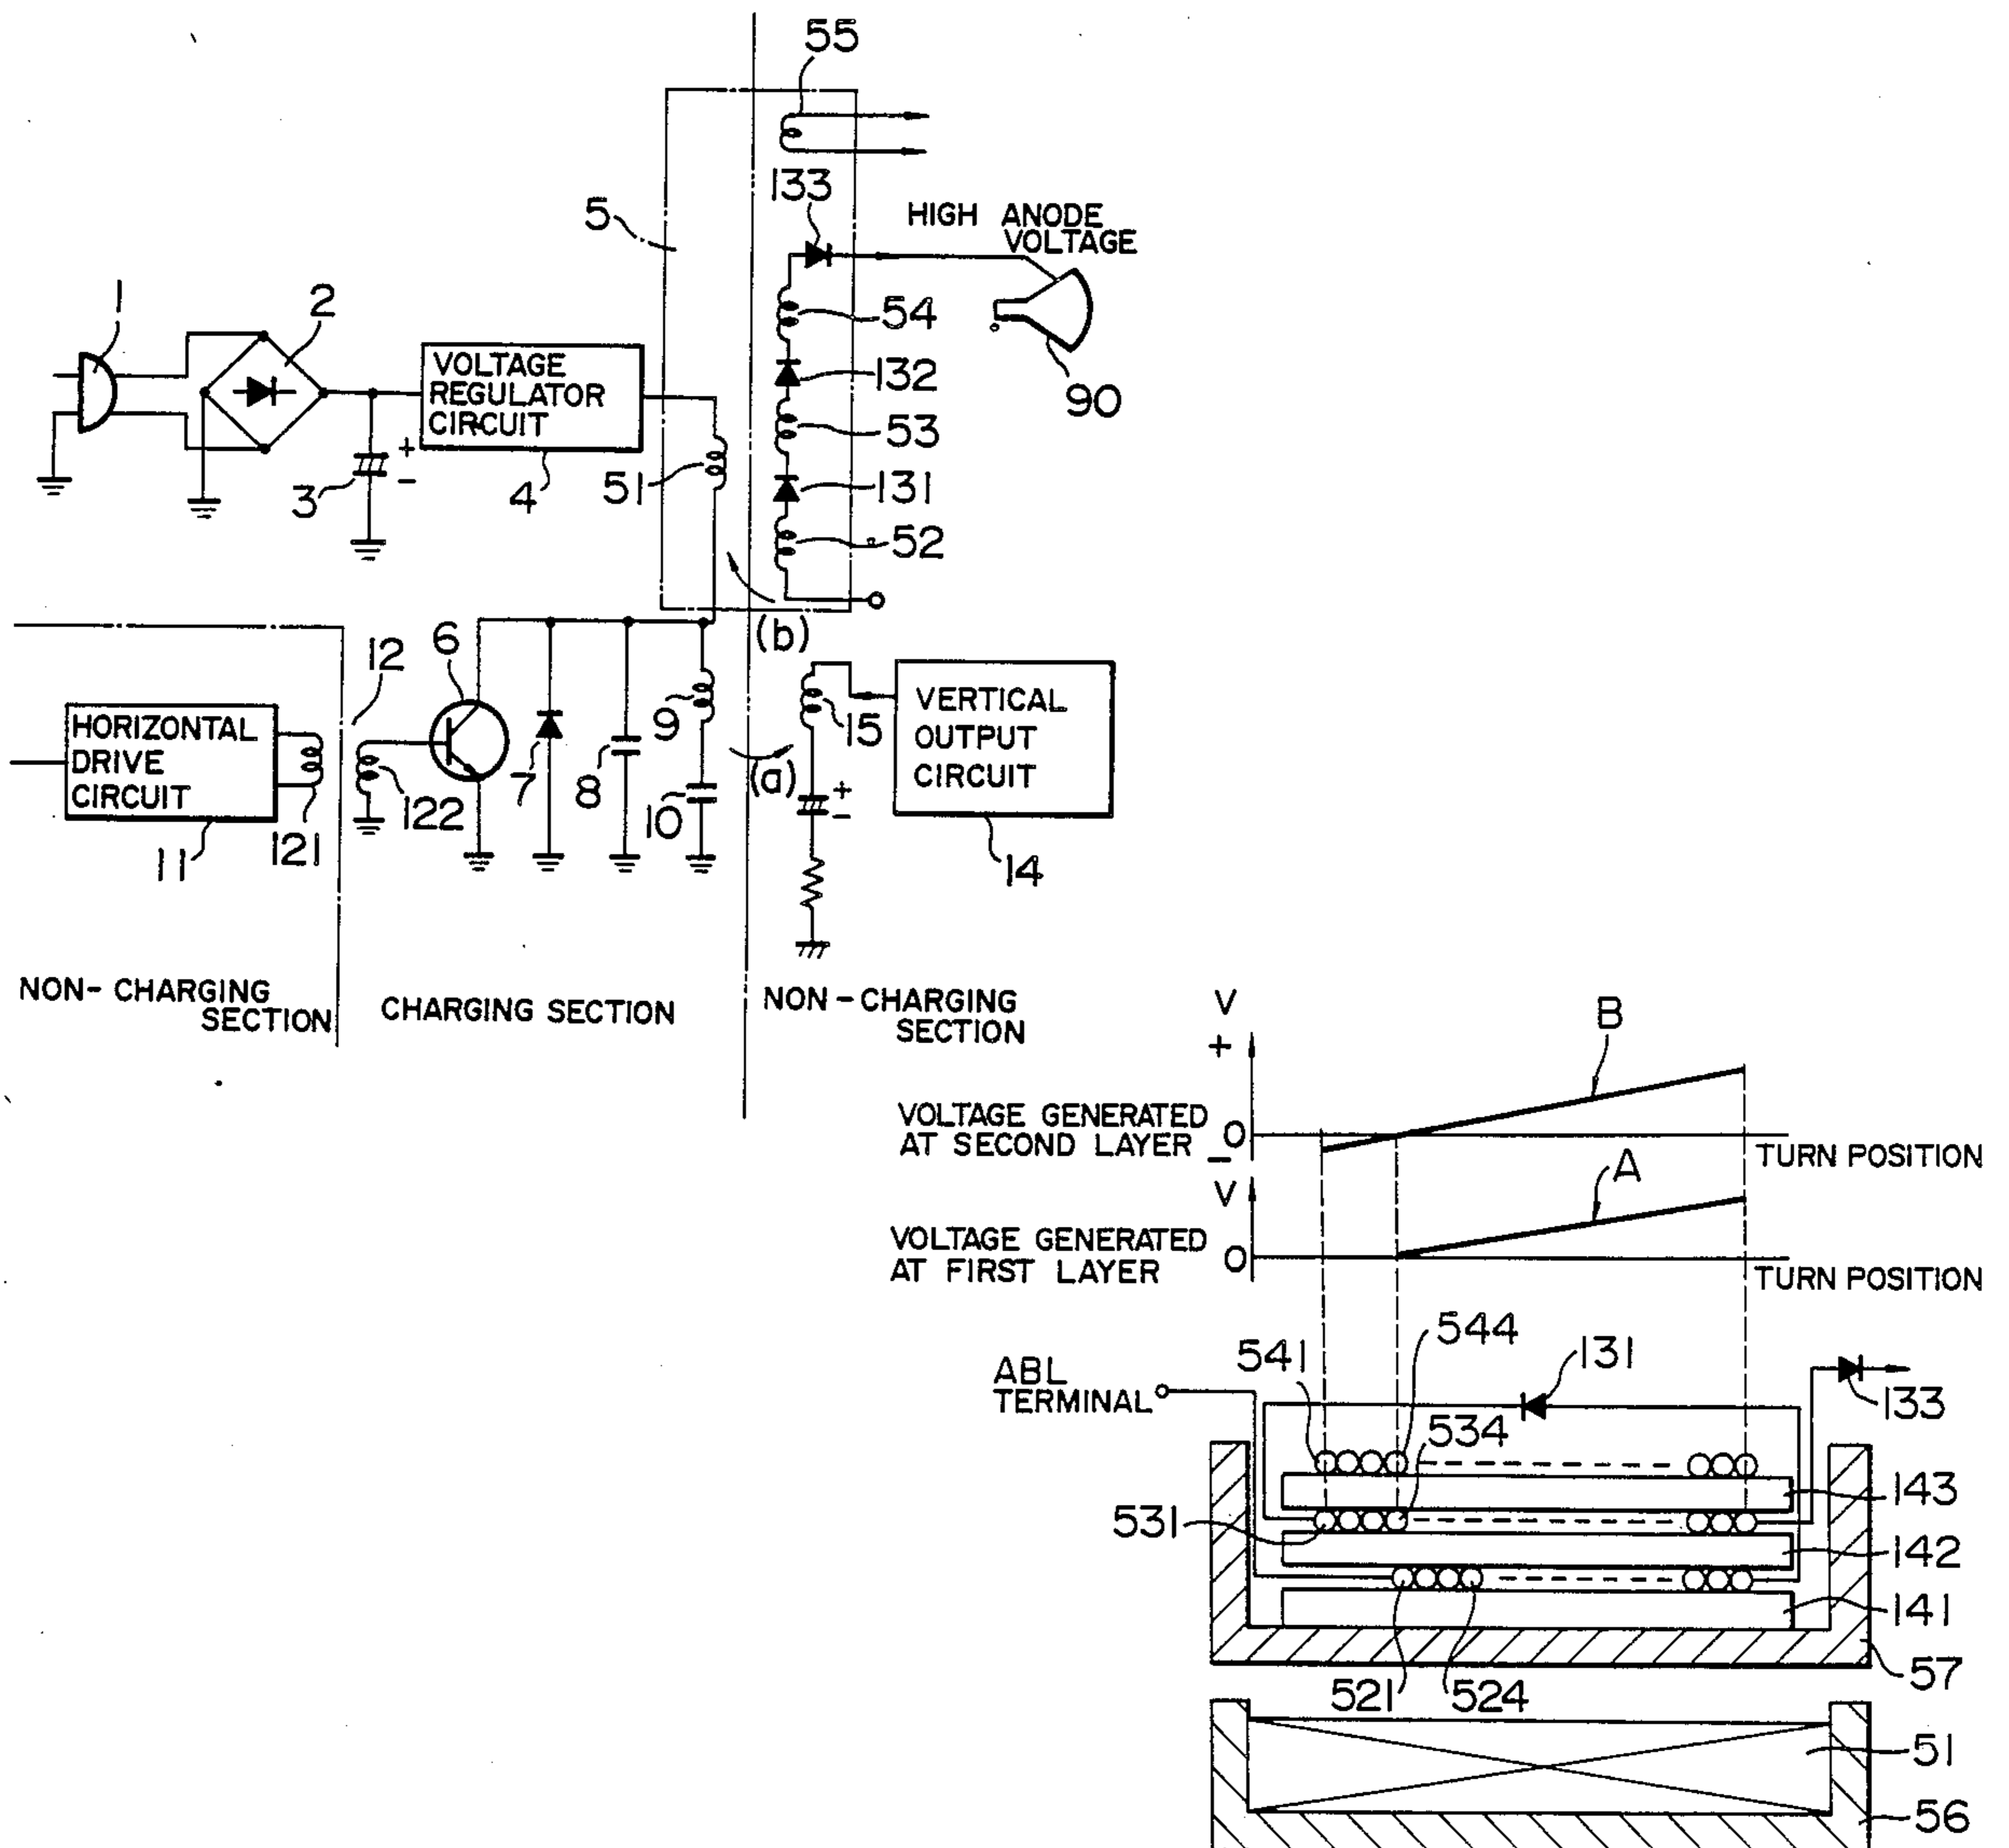 55
133
5
HIGH ANODE
VOLTAGE
1
2
54
VOLTAGE
REGULATOR
CIRCUIT
132
90
53
+
-
3
4
51
131
52
(b)
12
6
HORIZONTAL
DRIVE
CIRCUIT
9
15
VERTICAL
OUTPUT
CIRCUIT
7
8
(a)
+
-
10
122
11
121
14
NON-CHARGING
SECTION
CHARGING SECTION
NON-CHARGING
SECTION
V
+
B
VOLTAGE GENERATED
AT SECOND LAYER
0
-
TURN POSITION
V
A
VOLTAGE GENERATED
AT FIRST LAYER
0
TURN POSITION
544
541
131
ABL
TERMINAL
133
534
143
531
142
141
57
521
524
51
56